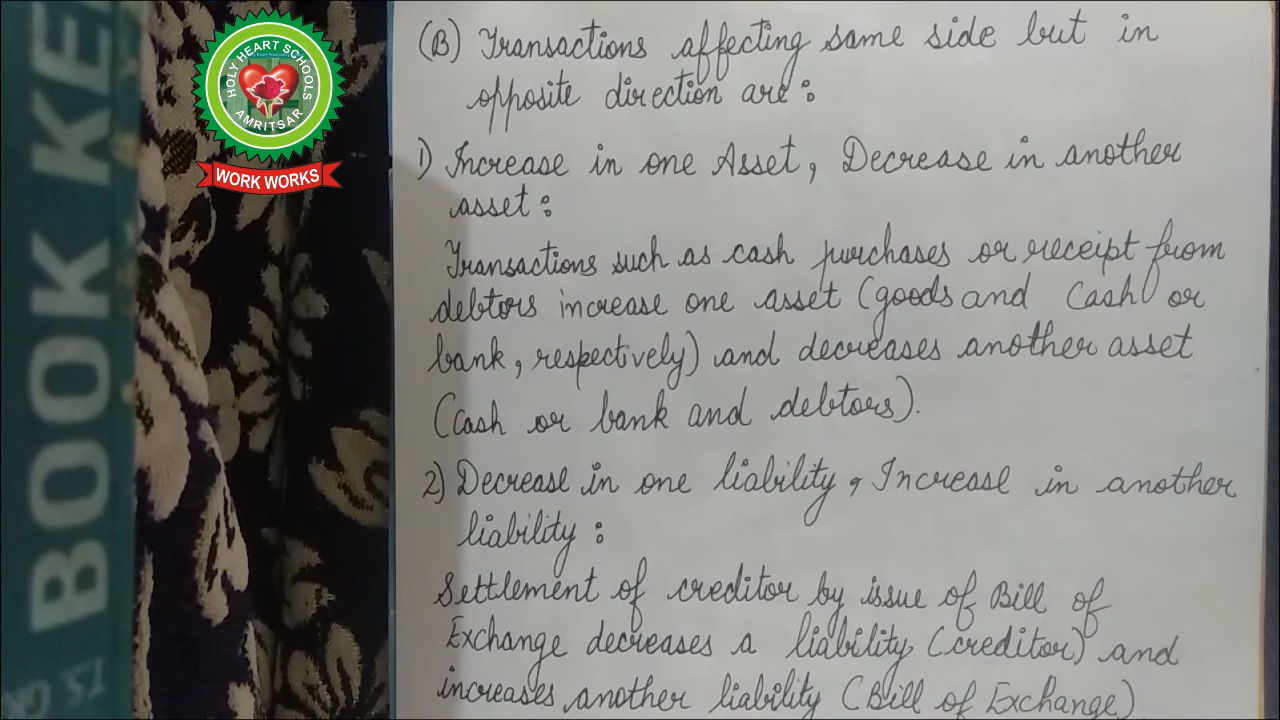 BOOK KE
TS
GR
HOLY HEART SCHOOLS
AMRITSAR
WORK WORKS
(B) Transactions affecting same side but in
opposite direction are :
1) Increase in one Asset, Decrease in another
asset :
Transactions such as cash purchases or receipt from
debtors increase one asset (goods and Cash or
bank, respectively) and decreases another asset
(Cash or bank and debtors).
2) Decrease in one liability, Increase in another
liability :
Settlement of creditor by issue of Bill of
Exchange decreases a liability (creditor) and
increases another liability (Bill of Exchange)